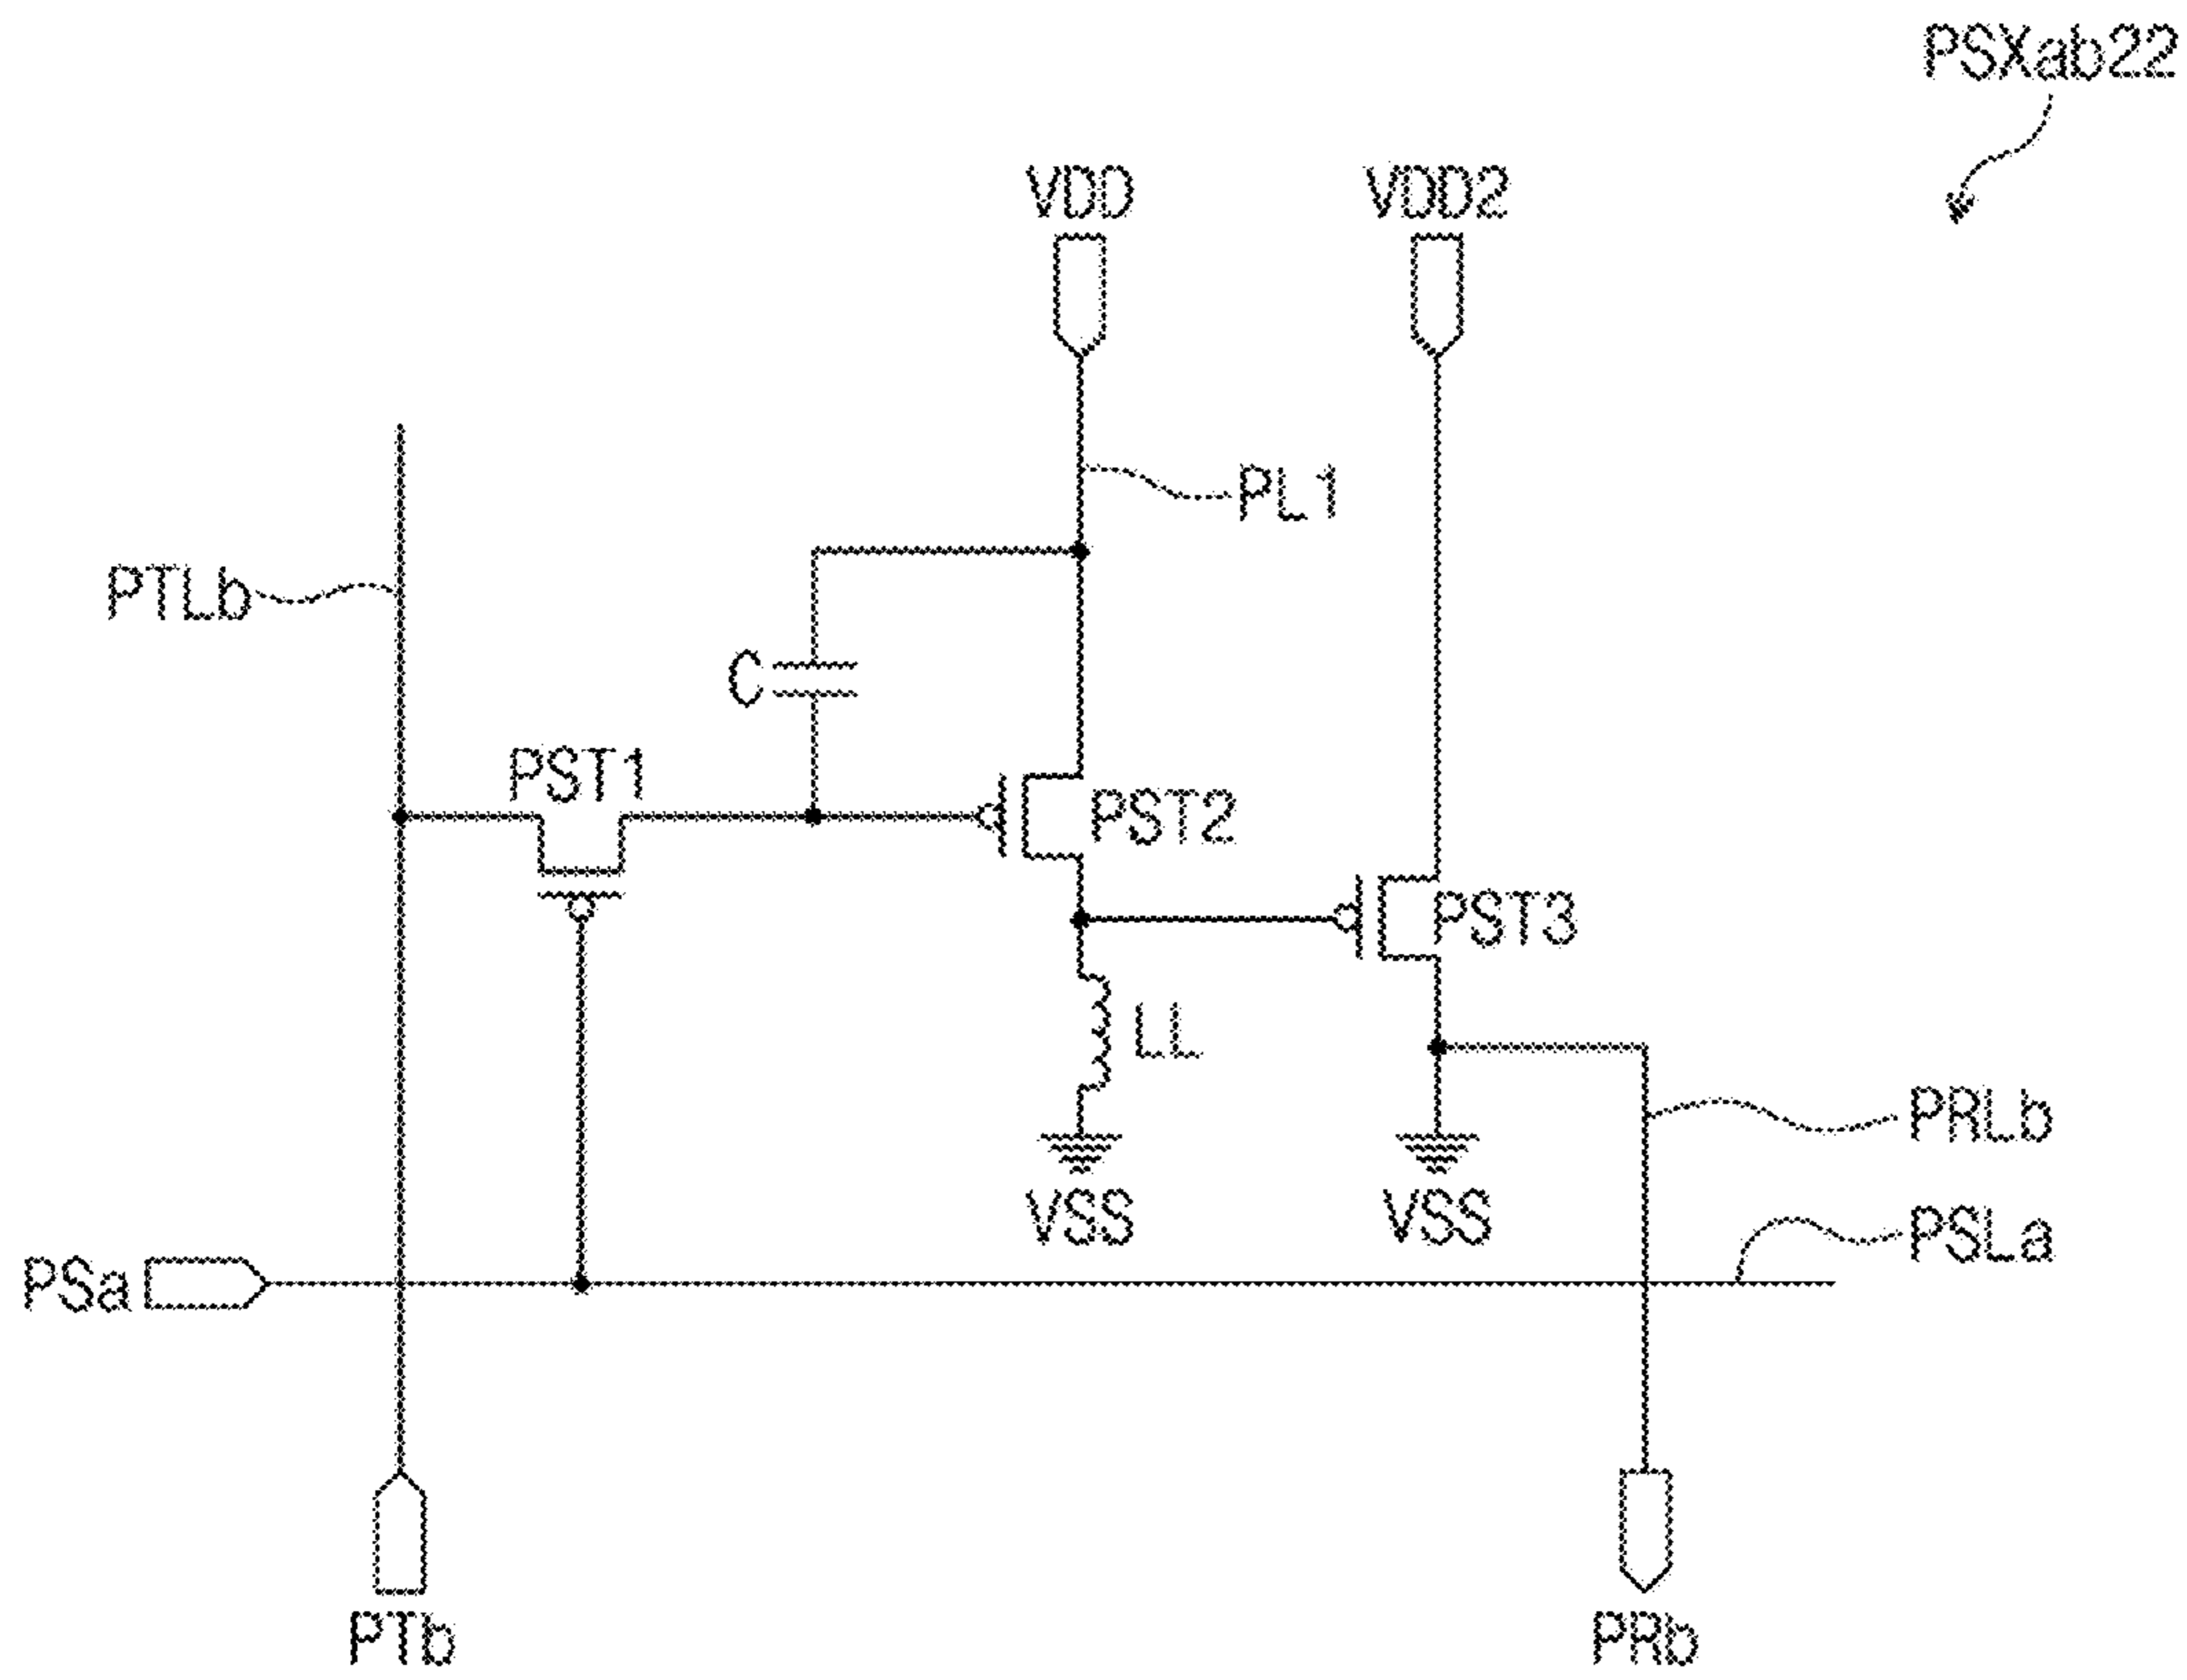 PSXab22
VDD
VDD2
PL1
PTLb
C
PST1
PST2
PST3
LL
PRLb
VSS
VSS
PSLa
PSa
PTb
PRb